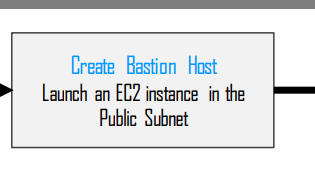 Create Bastion Host
Launch an EC2 instance in the
Public Subnet